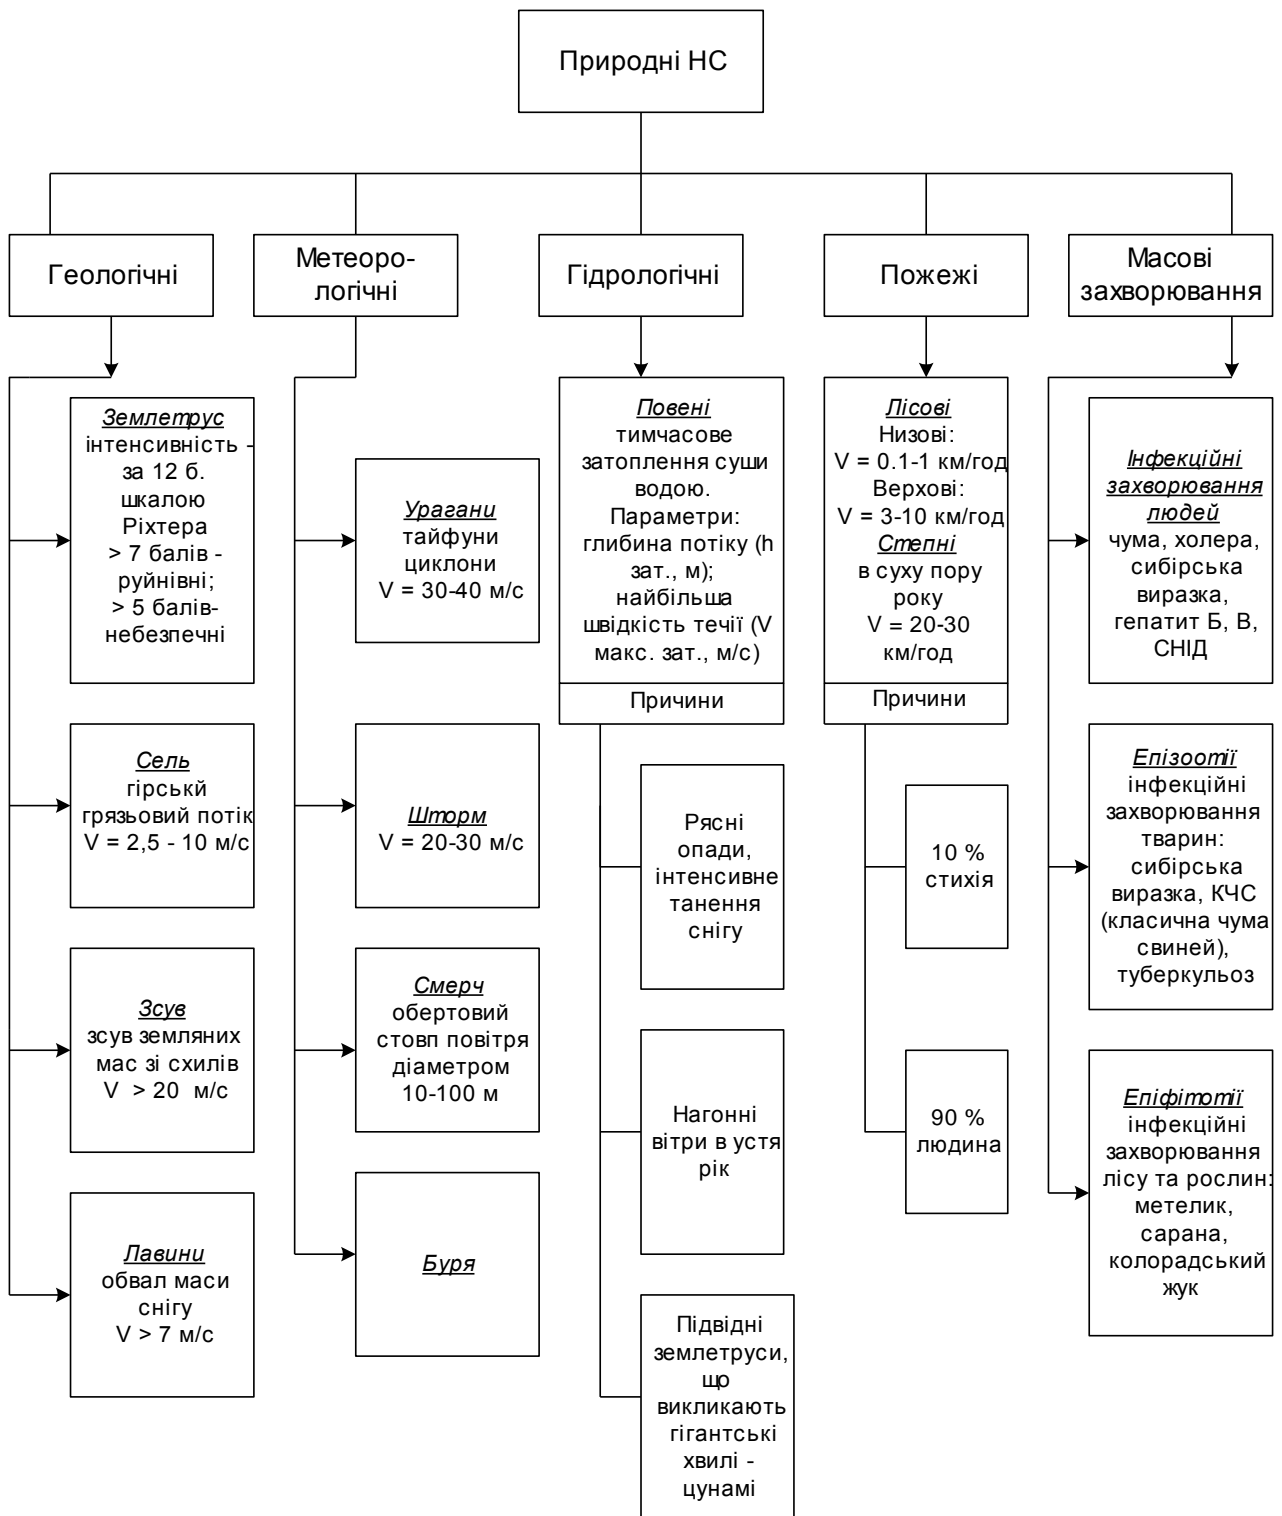 Природні НС
Геологічні
Метеоро-
логічні
Гідрологічні
Пожежі
Масові
захворювання
Землетрус
інтенсивність -
за 12 б.
шкалою
Ріхтера
> 7 балів -
руйнівні;
> 5 балів-
небезпечні
Сель
гірськй
грязьовий потік
V = 2,5 - 10 м/с
Зсув
зсув земляних
мас зі схилів
V > 20 м/с
Лавини
обвал маси
снігу
V > 7 м/с
Урагани
тайфуни
циклони
V = 30-40 м/с
Шторм
V = 20-30 м/с
Смерч
обертовий
стовп повітря
діаметром
10-100 м
Буря
Повені
тимчасове
затоплення суши
водою.
Параметри:
глибина потіку (h
зат., м);
найбільша
швідкість течії (V
макс. зат., м/с)
Причини
Рясні
опади,
інтенсивне
танення
снігу
Нагонні
вітри в устя
рік
Підвідні
землетруси,
що
викликають
гігантські
хвилі -
цунамі
Лісові
Низові:
V = 0.1-1 км/год
Верхові:
V = 3-10 км/год
Степні
в суху пору
року
V = 20-30
км/год
Причини
10 %
стихія
90 %
людина
Інфекційні
захворювання
людей
чума, холера,
сибірська
виразка,
гепатит Б, В,
СНІД
Епізоотії
інфекційні
захворювання
тварин:
сибірська
виразка, КЧС
(класична чума
свиней),
туберкульоз
Епіфітотії
інфекційні
захворювання
лісу та рослин:
метелик,
сарана,
колорадський
жук